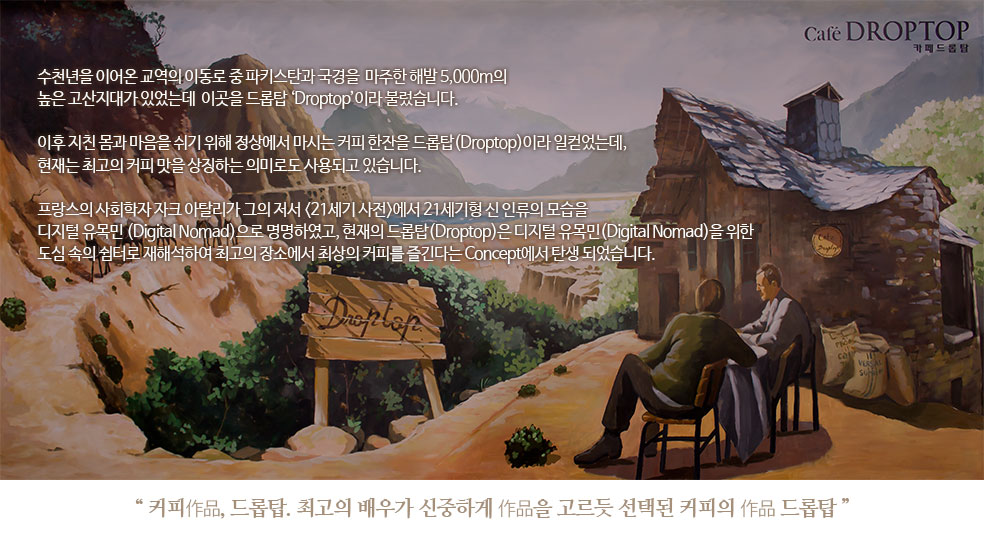 Café DROPTOP
카페드롭탑
수천년을 이어온 교역의 이동로 중 파키스탄과 국경을 마주한 해발 5,000m의
높은 고산지대가 있었는데 이곳을 드롭탑 ‘Droptop’이라 불렀습니다.
이후 지친 몸과 마음을 쉬기 위해 정상에서 마시는 커피 한잔을 드롭탑(Droptop)이라 일컫었는데,
현재는 최고의 커피 맛을 상징하는 의미로도 사용되고 있습니다.
프랑스의 사회학자 자크 아탈리가 그의 저서 <21세기 사전>에서 21세기형 신 인류의 모습을
디지털 유목민 (Digital Nomad)으로 명명하였고, 현재의 드롭탑(Droptop)은 디지털 유목민(Digital Nomad)을 위한
도심 속의 쉼터로 재해석하여 최고의 장소에서 최상의 커피를 즐긴다는 Concept에서 탄생 되었습니다.
Droptop
“ 커피作品, 드롭탑. 최고의 배우가 신중하게 作品을 고르듯 선택된 커피의 作品 드롭탑 ”